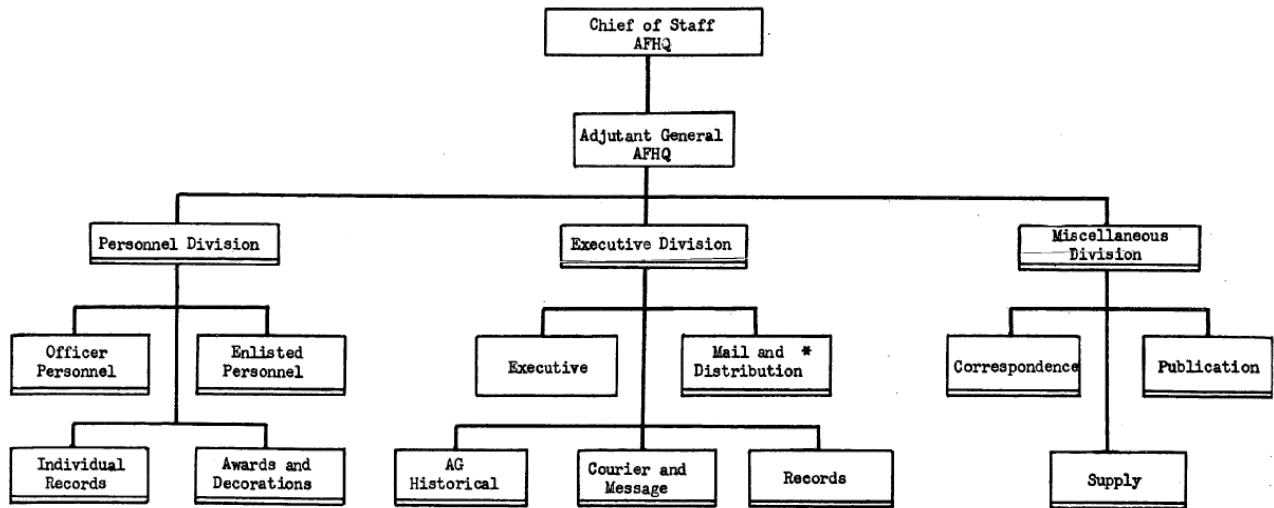 Chief of Staff
AFHQ
Adjutant General
AFHQ
Personnel Division
Executive Division
Miscellaneous
Division
Officer
Personnel
Enlisted
Personnel
Executive
Mail and *
Distribution
Correspondence
Publication
Individual
Records
Awards and
Decorations
AG
Historical
Courier and
Message
Records
Supply